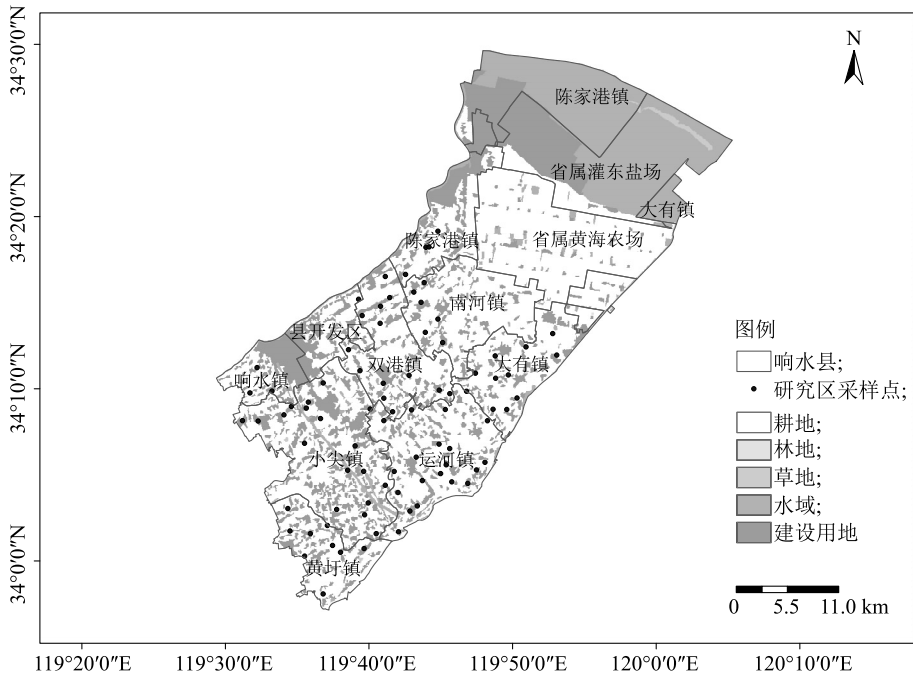 34°30′0″N
34°20′0″N
34°10′0″N
34°0′0″N
N
陈家港镇
省属灌东盐场
大有镇
陈家港镇
省属黄海农场
南河镇
县开发区
双港镇
大有镇
响水镇
小尖镇
运河镇
黄圩镇
图例
响水县;
研究区采样点;
耕地;
林地;
草地;
水域;
建设用地
0 5.5 11.0 km
119°20′0″E 119°30′0″E 119°40′0″E 119°50′0″E 120°0′0″E 120°10′0″E